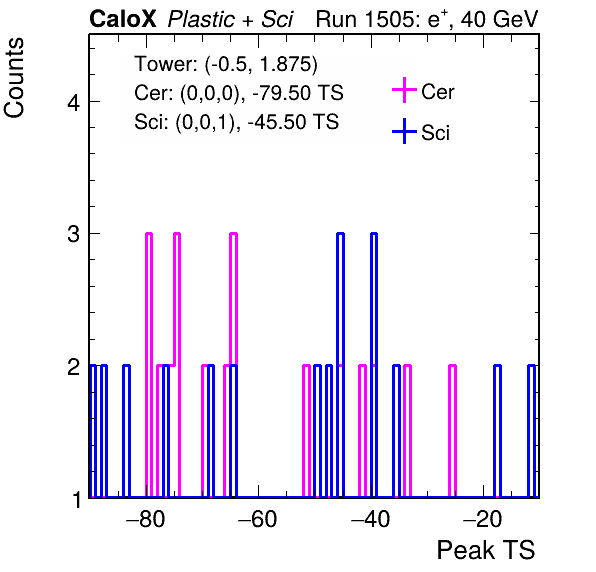 CaloX Plastic + Sci Run 1505: e+, 40 GeV
Counts
Tower: (-0.5, 1.875)
Cer: (0,0,0), -79.50 TS
Sci: (0,0,1), -45.50 TS
Cer
Sci
4
3
2
1
−80 −60 −40 −20
Peak TS